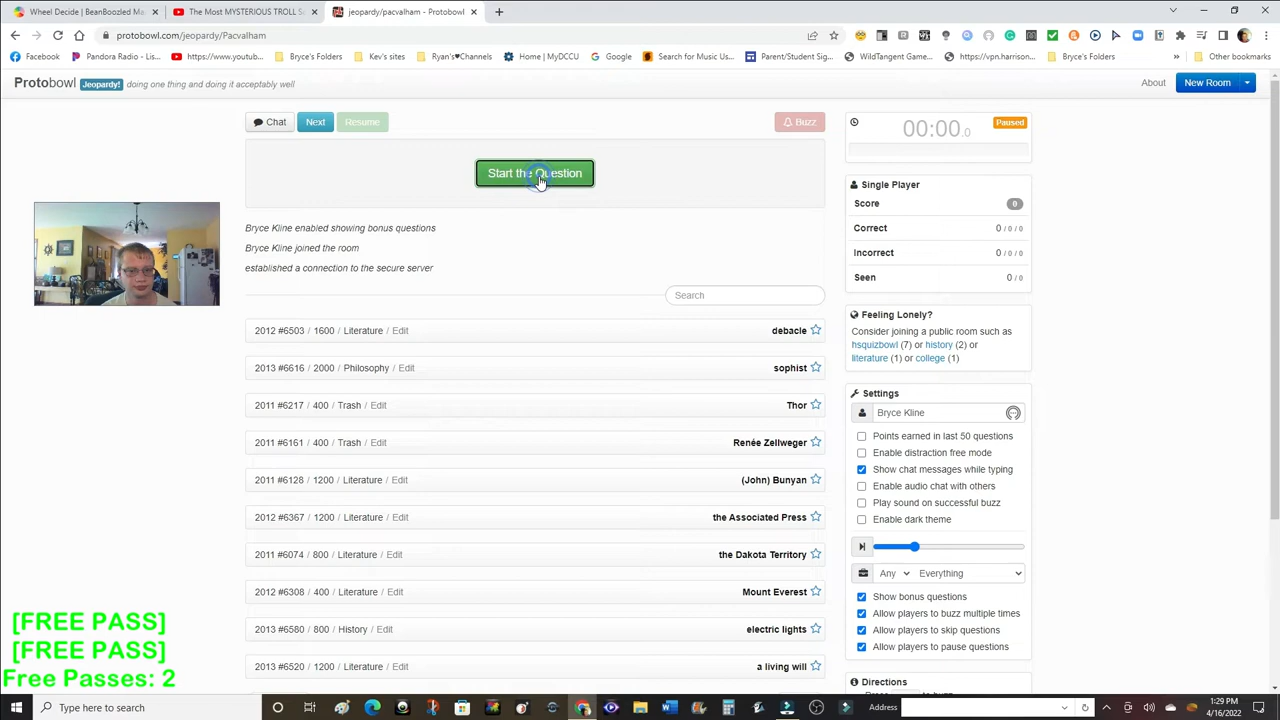 Wheel Decide | BeanBoozled Ma
The Most MYSTERIOUS TROLL S
jeopardy/pacvalham - Protobowl
protobowl.com/jeopardy/Pacvalham
Facebook
Pandora Radio - Lis...
https://www.youtub...
Bryce's Folders
Kev's sites
Ryan's♥Channels
Home | MyDCCU
Google
Search for Music Us...
Parent/Student Sig...
WildTangent Game...
https://vpn.harrison...
Bryce's Folders
»
Other bookmarks
Protobowl Jeopardy! doing one thing and doing it acceptably well
About
New Room
Chat
Next
Resume
Buzz
00:00.0
Paused
Start the Question
Single Player
Score 0
Correct 0 / 0 / 0
Incorrect 0 / 0 / 0
Seen 0 / 0
Bryce Kline enabled showing bonus questions
Bryce Kline joined the room
established a connection to the secure server
Search
Feeling Lonely?
Consider joining a public room such as
hsquizbowl (7) or history (2) or
literature (1) or college (1)
2012 #6503 / 1600 / Literature / Edit debacle
2013 #6616 / 2000 / Philosophy / Edit sophist
2011 #6217 / 400 / Trash / Edit Thor
2011 #6161 / 400 / Trash / Edit Renée Zellweger
2011 #6128 / 1200 / Literature / Edit (John) Bunyan
2012 #6367 / 1200 / Literature / Edit the Associated Press
2011 #6074 / 800 / Literature / Edit the Dakota Territory
2012 #6308 / 400 / Literature / Edit Mount Everest
2013 #6580 / 800 / History / Edit electric lights
2013 #6520 / 1200 / Literature / Edit a living will
Settings
Bryce Kline
Points earned in last 50 questions
Enable distraction free mode
Show chat messages while typing
Enable audio chat with others
Play sound on successful buzz
Enable dark theme
Any
Everything
Show bonus questions
Allow players to buzz multiple times
Allow players to skip questions
Allow players to pause questions
Directions
[FREE PASS]
[FREE PASS]
Free Passes: 2
Type here to search
Address
1:29 PM
4/16/2022